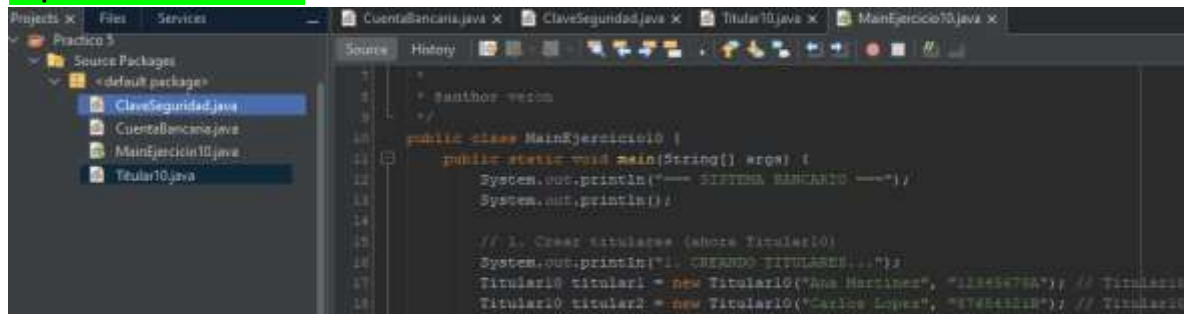 Projects × Files Services
CuentaBancaria.java × ClaveSeguridad.java × Titular10.java × MainEjercicio10.java ×
Practico 5
Source History
Source Packages
<default package>
ClaveSeguridad.java
CuentaBancaria.java
MainEjercicio10.java
Titular10.java
7 *
8 * @author veron
9 */
10 public class MainEjercicio10 {
11 public static void main(String[] args) {
12 System.out.println("=== SISTEMA BANCARIO ===");
13 System.out.println();
14
15 // 1. Crear titulares (ahora Titular10)
16 System.out.println("1. CREANDO TITULARES...");
17 Titular10 titular1 = new Titular10("Ana Martinez", "12345678A"); // Titular10
18 Titular10 titular2 = new Titular10("Carlos Lopez", "87654321B"); // Titular10